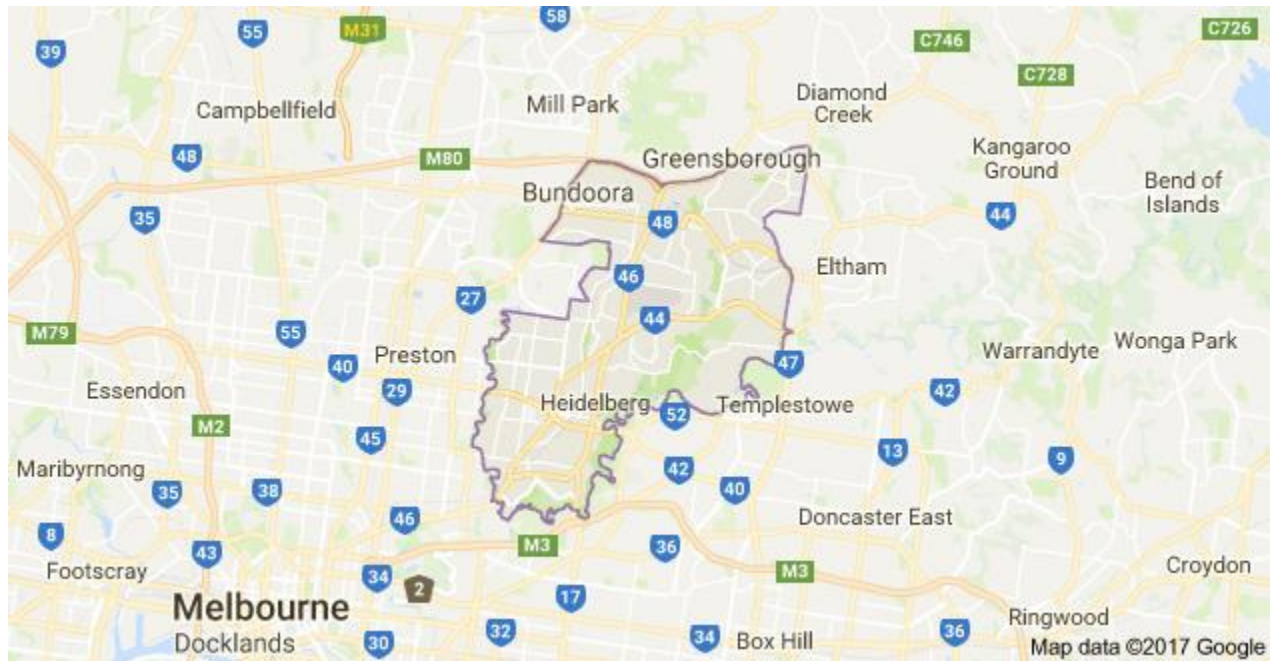 58
C726
55
M31
39
C746
C728
Diamond
Creek
Campbellfield
Mill Park
Kangaroo
Ground
48
M80
Greensborough
Bend of
Islands
Bundoora
35
48
44
Eltham
46
27
44
M79
55
Preston
40
47
Warrandyte
Wonga Park
Essendon
29
42
Heidelberg
52
Templestowe
M2
45
13
9
Maribyrnong
42
35
38
40
46
Doncaster East
8
43
M3
36
Footscray
34
2
M3
Croydon
17
Melbourne
Ringwood
Docklands
30
32
34
Box Hill
36
Map data ©2017 Google